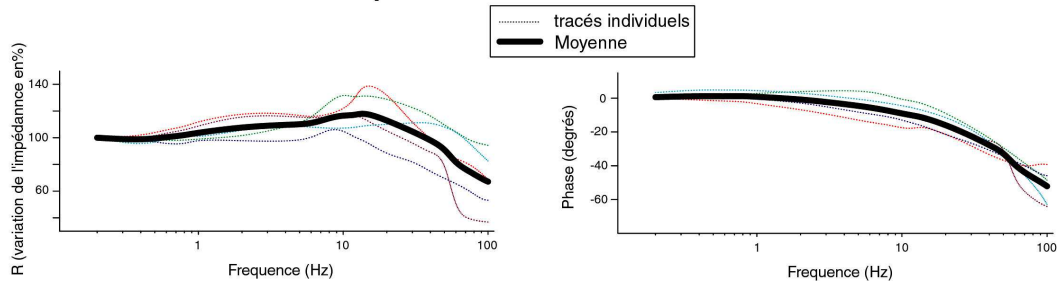 tracés individuels
Moyenne
R (variation de l'impédannce en%)
140
100
60
1
10
100
Frequence (Hz)
Phase (degrés)
0
-20
-40
-60
1
10
100
Frequence (Hz)